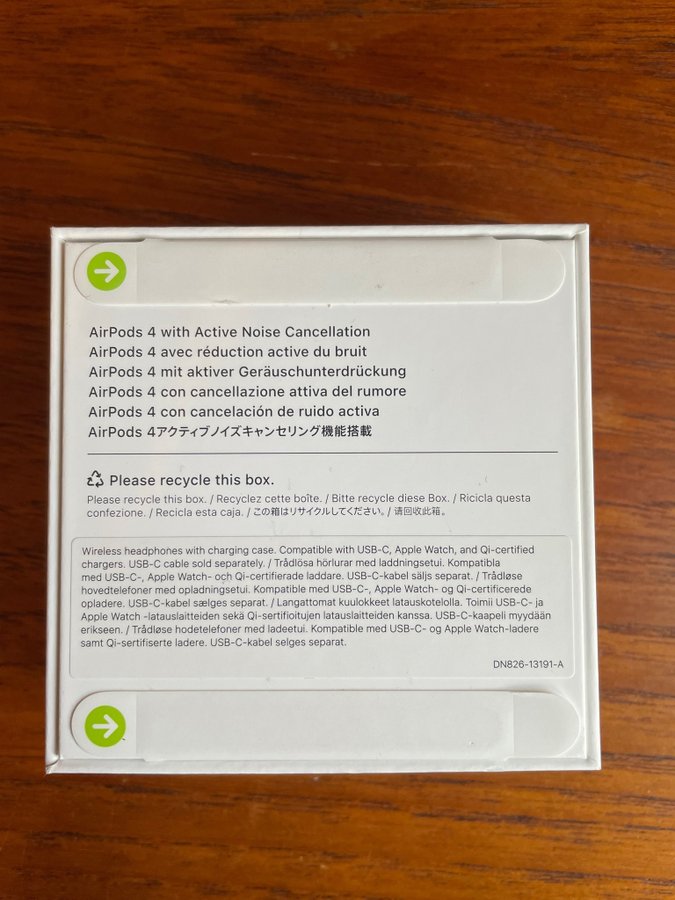 AirPods 4 with Active Noise Cancellation
AirPods 4 avec réduction active du bruit
AirPods 4 mit aktiver Geräuschunterdrückung
AirPods 4 con cancellazione attiva del rumore
AirPods 4 con cancelación de ruido activa
AirPods 4アクティブノイズキャンセリング機能搭載
Please recycle this box.
Please recycle this box. / Recyclez cette boîte. / Bitte recycle diese Box. / Ricicla questa
confezione. / Recicla esta caja. / この箱はリサイクルしてください。/ 请回收此箱。
Wireless headphones with charging case. Compatible with USB-C, Apple Watch, and Qi-certified
chargers. USB-C cable sold separately. / Trådlösa hörlurar med laddningsetui. Kompatibla
med USB-C-, Apple Watch- och Qi-certifierade laddare. USB-C-kabel säljs separat. / Trådløse
hovedtelefoner med opladningsetui. Kompatibel med USB-C-, Apple Watch- og Qi-certificerede
opladere. USB-C-kabel sælges separat. / Langattomat kuulokkeet latauskotelolla. Toimii USB-C- ja
Apple Watch -latauslaitteiden sekä Qi-sertifioitujen latauslaitteiden kanssa. USB-C-kaapeli myydään
erikseen. / Trådløse hodetelefoner med ladeetui. Kompatible med USB-C- og Apple Watch-ladere
samt Qi-sertifiserte ladere. USB-C-kabel selges separat.
DN826-13191-A